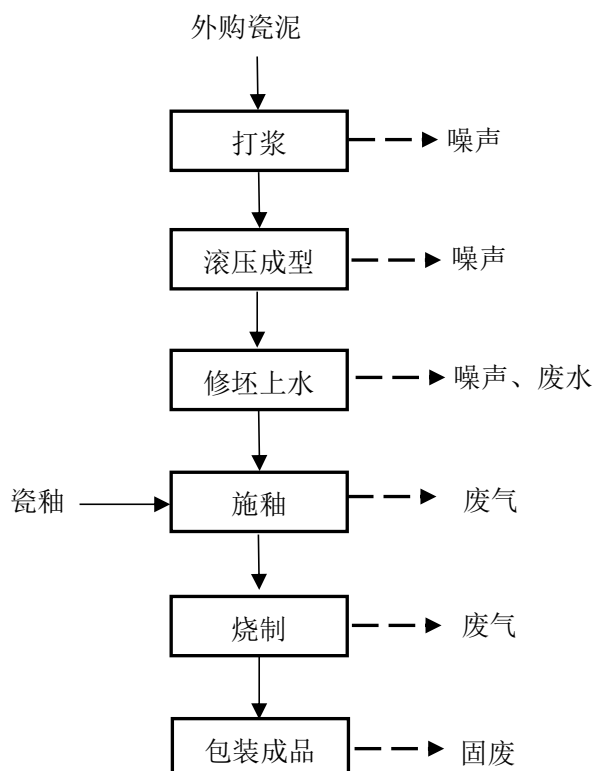 外购瓷泥
打浆
噪声
滚压成型
噪声
修坯上水
噪声、废水
瓷釉
施釉
废气
烧制
废气
包装成品
固废